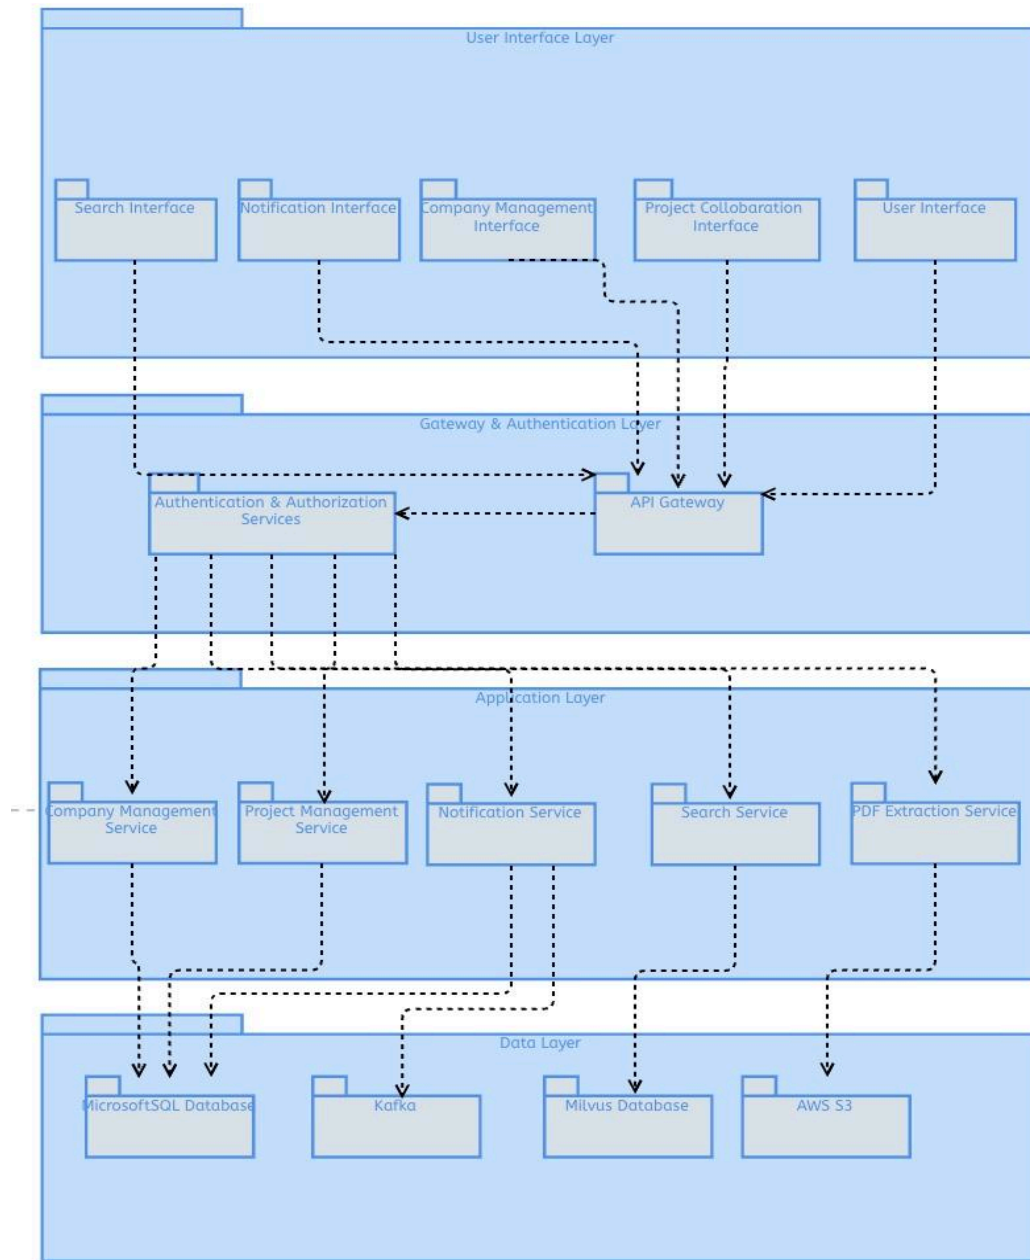 User Interface Layer
Search Interface
Notification Interface
Company Management
Interface
Project Collobaration
Interface
User Interface
Gateway & Authentication Layer
Authentication & Authorization
Services
API Gateway
Application Layer
Company Management
Service
Project Management
Service
Notification Service
Search Service
PDF Extraction Service
Data Layer
MicrosoftSQL Database
Kafka
Milvus Database
AWS S3